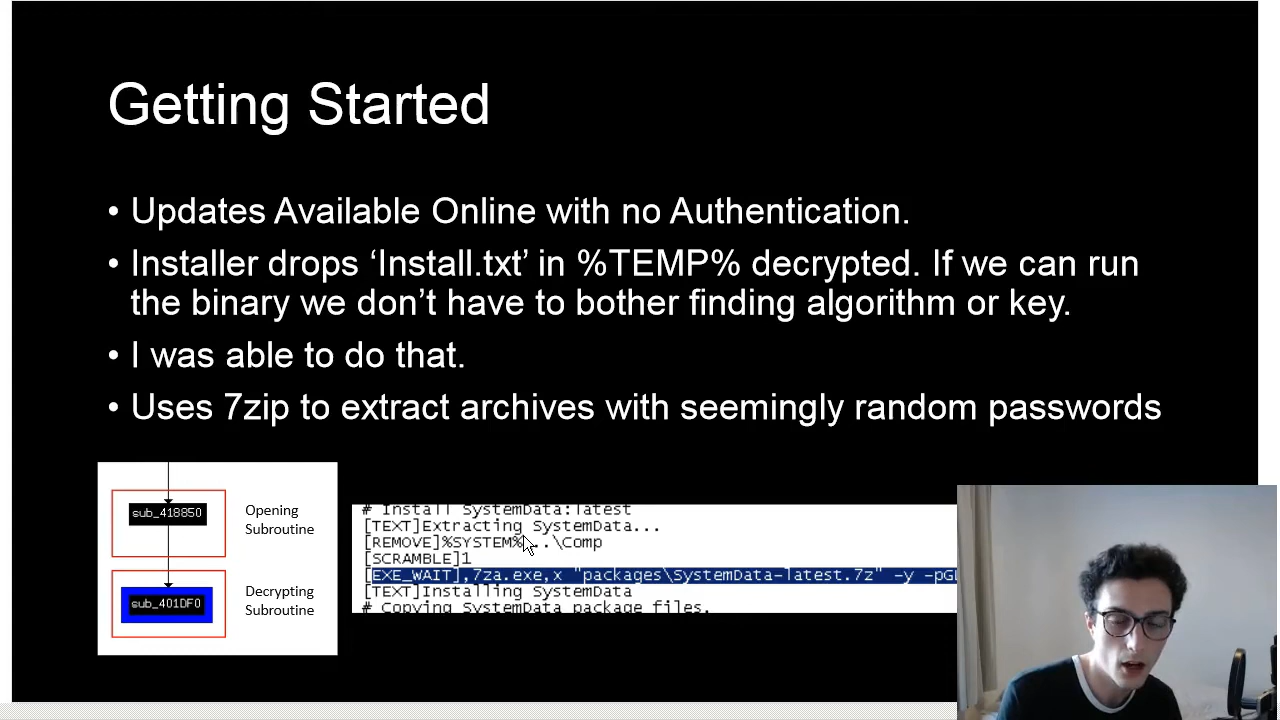 Getting Started
• Updates Available Online with no Authentication.
• Installer drops ‘Install.txt’ in %TEMP% decrypted. If we can run
the binary we don’t have to bother finding algorithm or key.
• I was able to do that.
• Uses 7zip to extract archives with seemingly random passwords
sub_418850
Opening
Subroutine
sub_401DF0
Decrypting
Subroutine
# Install SystemData:latest
[TEXT]Extracting SystemData...
[REMOVE]%SYSTEM%\..\Comp
[SCRAMBLE]1
[EXE_WAIT],7za.exe,x "packages\SystemData-latest.7z" -y -pG
[TEXT]Installing SystemData
# Copying SystemData package files.